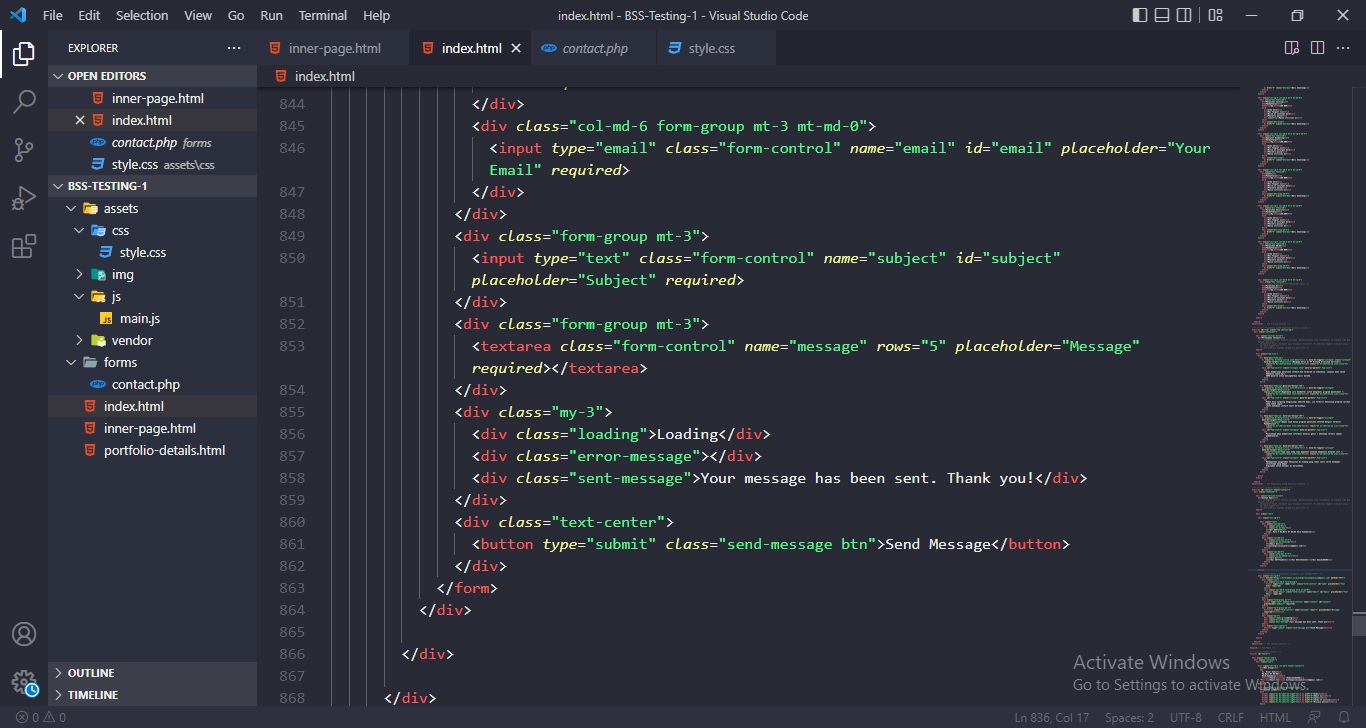 File Edit Selection View Go Run Terminal Help
index.html - BSS-Testing-1 - Visual Studio Code
EXPLORER
inner-page.html
index.html
contact.php
style.css
OPEN EDITORS
inner-page.html
index.html
contact.php forms
style.css assets\css
BSS-TESTING-1
assets
css
style.css
img
js
main.js
vendor
forms
contact.php
index.html
inner-page.html
portfolio-details.html
OUTLINE
TIMELINE
index.html
844 </div>
845 <div class="col-md-6 form-group mt-3 mt-md-0">
846 <input type="email" class="form-control" name="email" id="email" placeholder="Your
Email" required>
847 </div>
848 </div>
849 <div class="form-group mt-3">
850 <input type="text" class="form-control" name="subject" id="subject"
placeholder="Subject" required>
851 </div>
852 <div class="form-group mt-3">
853 <textarea class="form-control" name="message" rows="5" placeholder="Message"
required></textarea>
854 </div>
855 <div class="my-3">
856 <div class="loading">Loading</div>
857 <div class="error-message"></div>
858 <div class="sent-message">Your message has been sent. Thank you!</div>
859 </div>
860 <div class="text-center">
861 <button type="submit" class="send-message btn">Send Message</button>
862 </div>
863 </form>
864 </div>
865
866 </div>
867
868 </div>
Activate Windows
Go to Settings to activate Windows.
0 0
Ln 836, Col 17 Spaces: 2 UTF-8 CRLF HTML